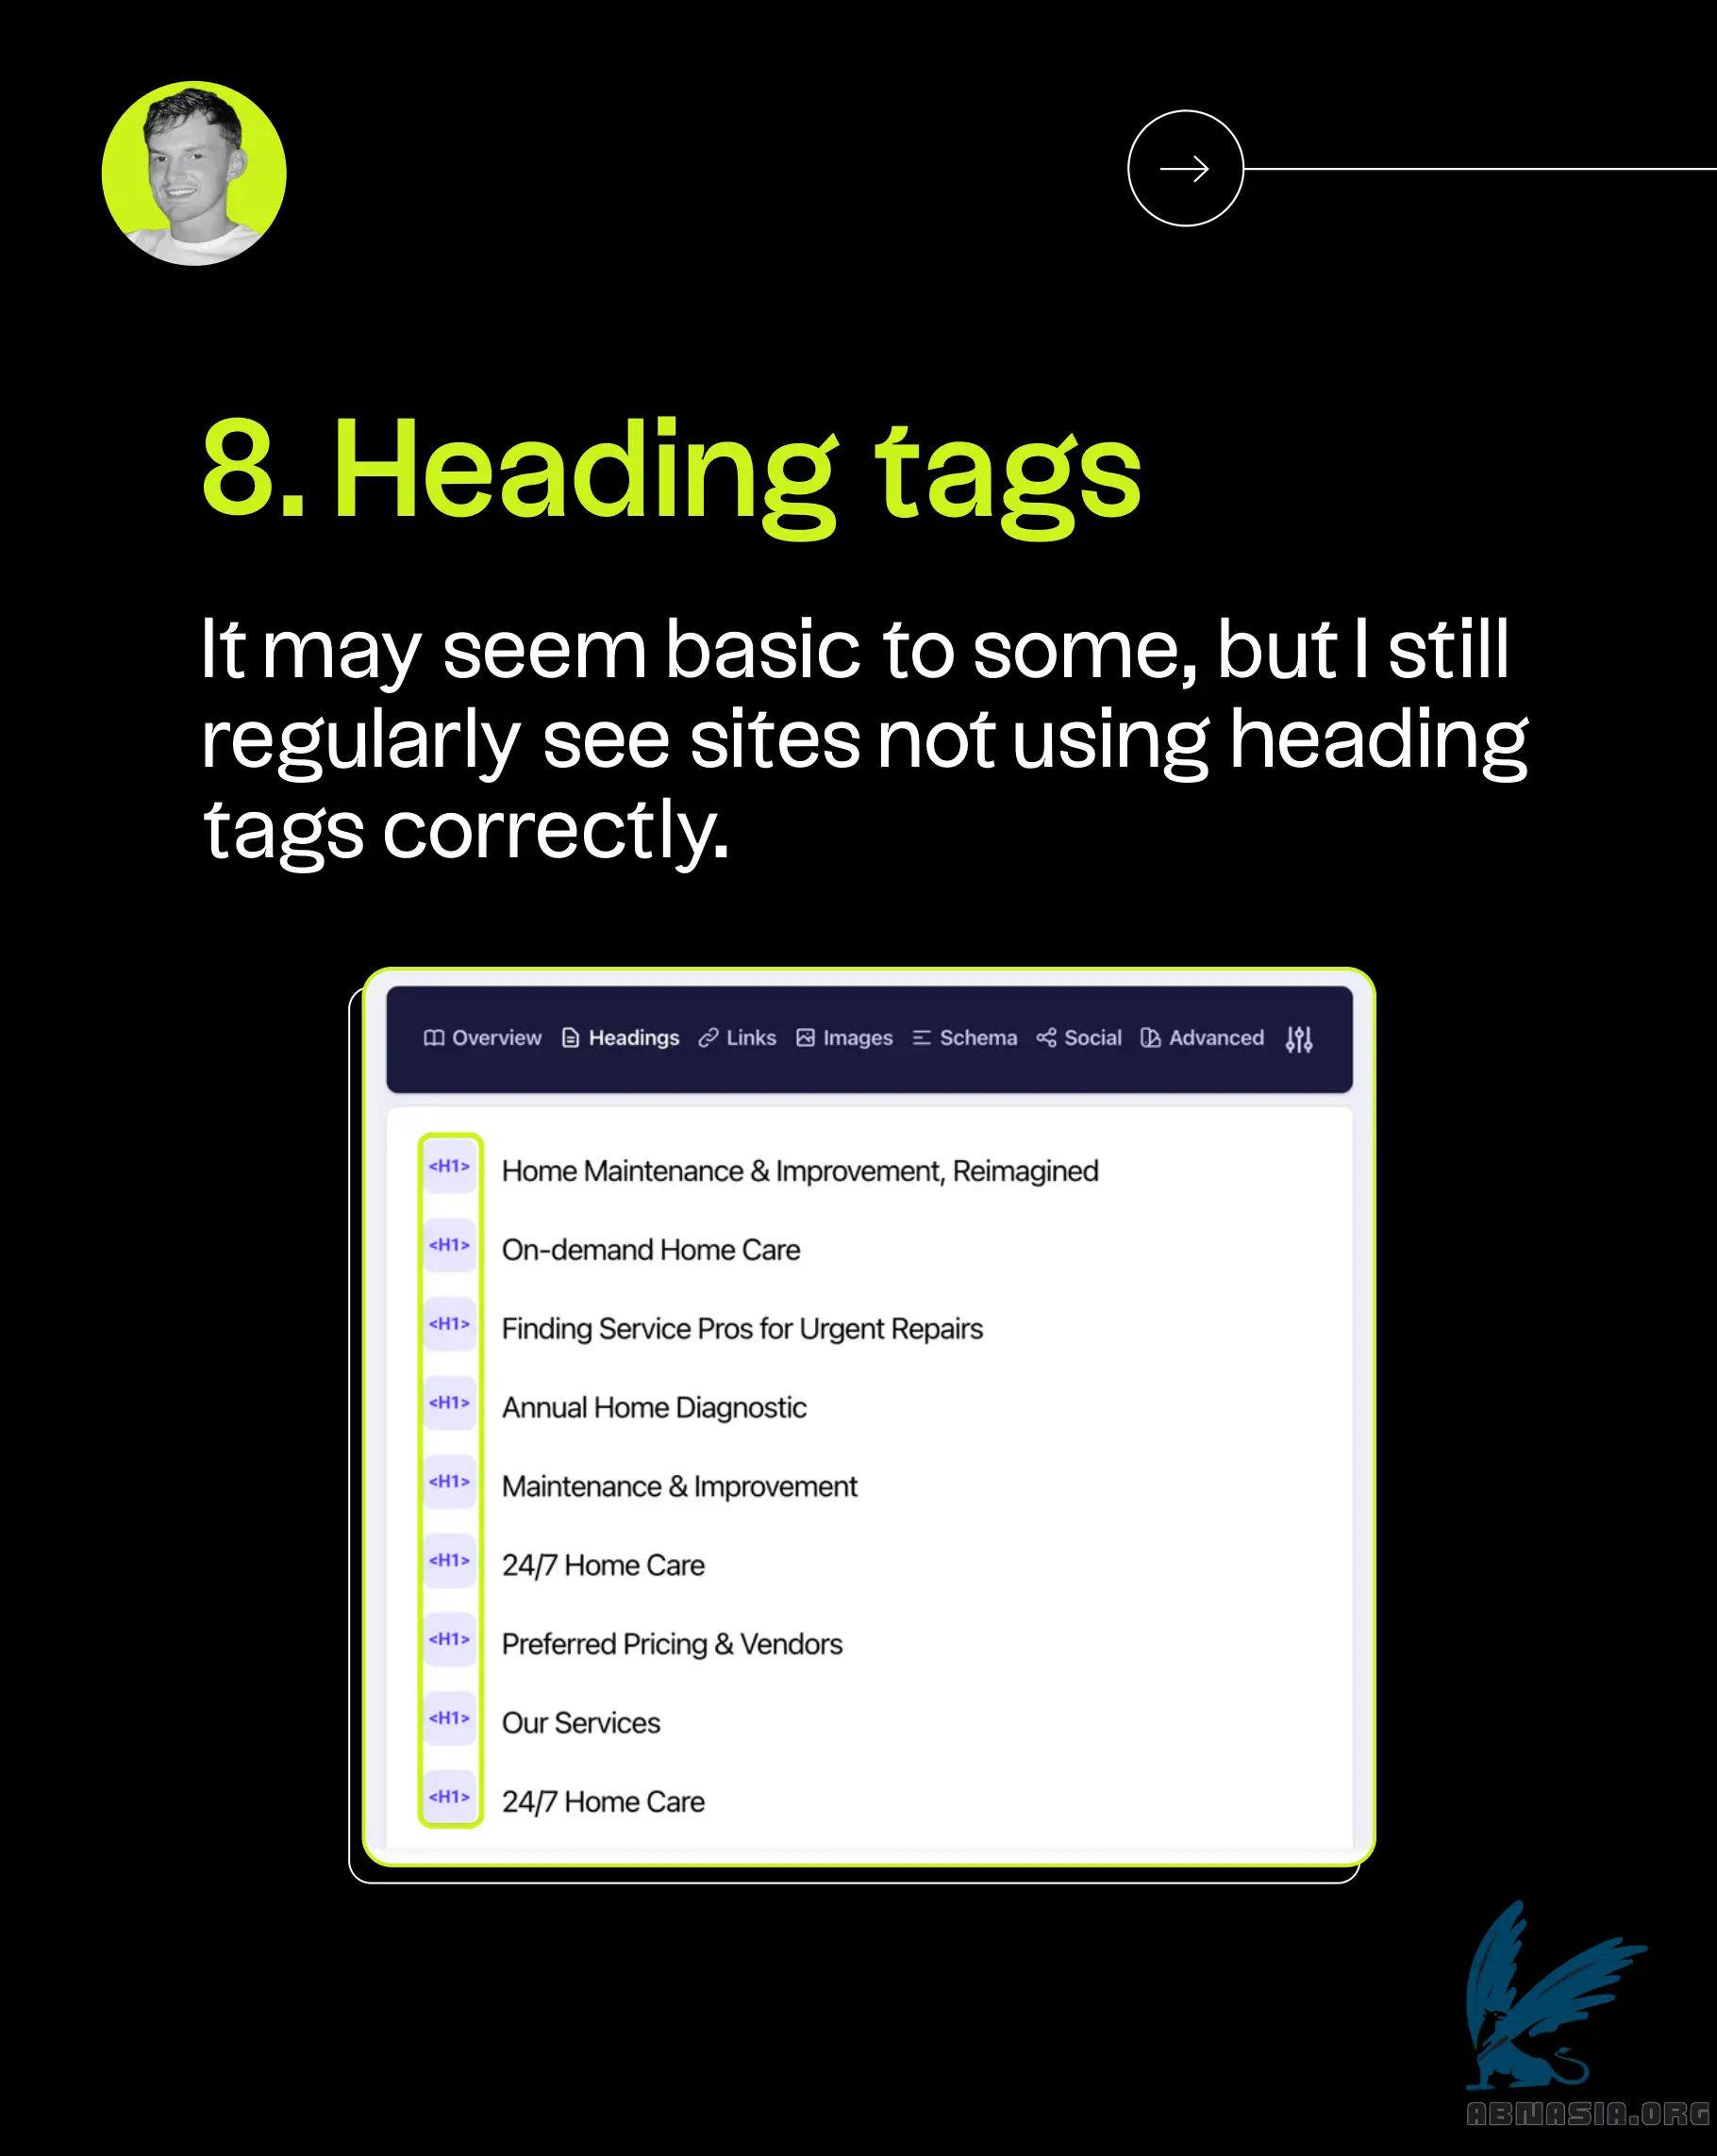 8. Heading tags
It may seem basic to some, but I still
regularly see sites not using heading
tags correctly.
Overview Headings Links Images Schema Social Advanced
<H1> Home Maintenance & Improvement, Reimagined
<H1> On-demand Home Care
<H1> Finding Service Pros for Urgent Repairs
<H1> Annual Home Diagnostic
<H1> Maintenance & Improvement
<H1> 24/7 Home Care
<H1> Preferred Pricing & Vendors
<H1> Our Services
<H1> 24/7 Home Care
ABNASIA.ORG